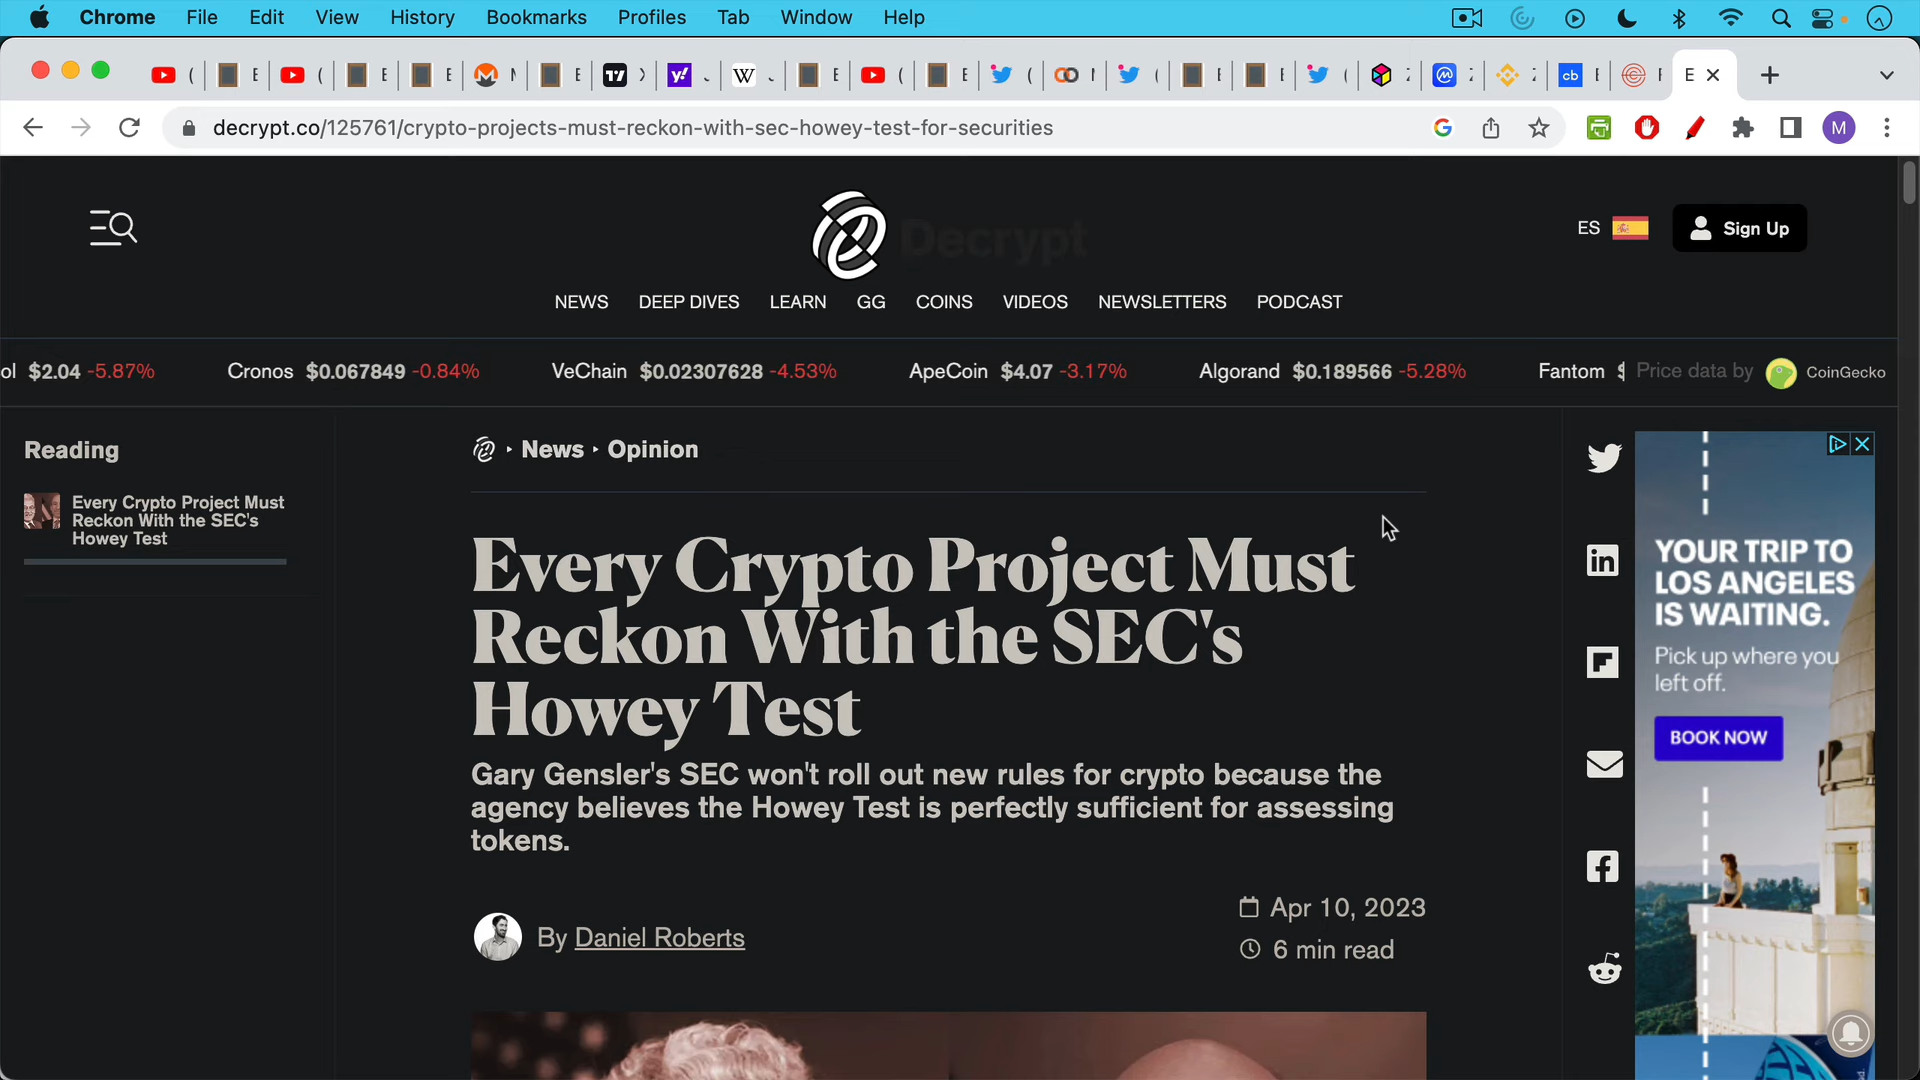 Chrome File Edit View History Bookmarks Profiles Tab Window Help
decrypt.co/125761/crypto-projects-must-reckon-with-sec-howey-test-for-securities
M
Decrypt
ES
Sign Up
NEWS DEEP DIVES LEARN GG COINS VIDEOS NEWSLETTERS PODCAST
ol $2.04 -5.87% Cronos $0.067849 -0.84% VeChain $0.02307628 -4.53% ApeCoin $4.07 -3.17% Algorand $0.189566 -5.28% Fantom $ Price data by CoinGecko
Reading
Every Crypto Project Must
Reckon With the SEC's
Howey Test
News · Opinion
Every Crypto Project Must
Reckon With the SEC's
Howey Test
Gary Gensler's SEC won't roll out new rules for crypto because the
agency believes the Howey Test is perfectly sufficient for assessing
tokens.
By Daniel Roberts
Apr 10, 2023
6 min read
YOUR TRIP TO
LOS ANGELES
IS WAITING.
Pick up where you
left off.
BOOK NOW